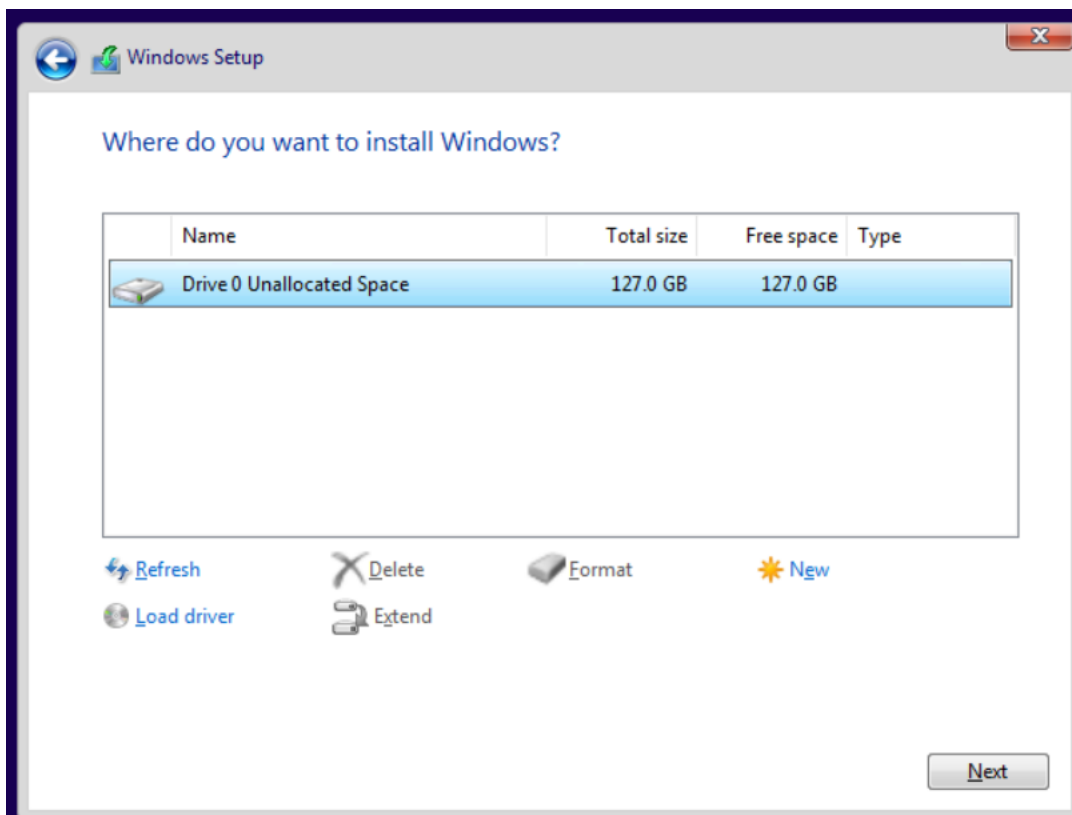 Windows Setup
Where do you want to install Windows?
Name Total size Free space Type
Drive 0 Unallocated Space 127.0 GB 127.0 GB
Refresh Delete Format New
Load driver Extend
Next